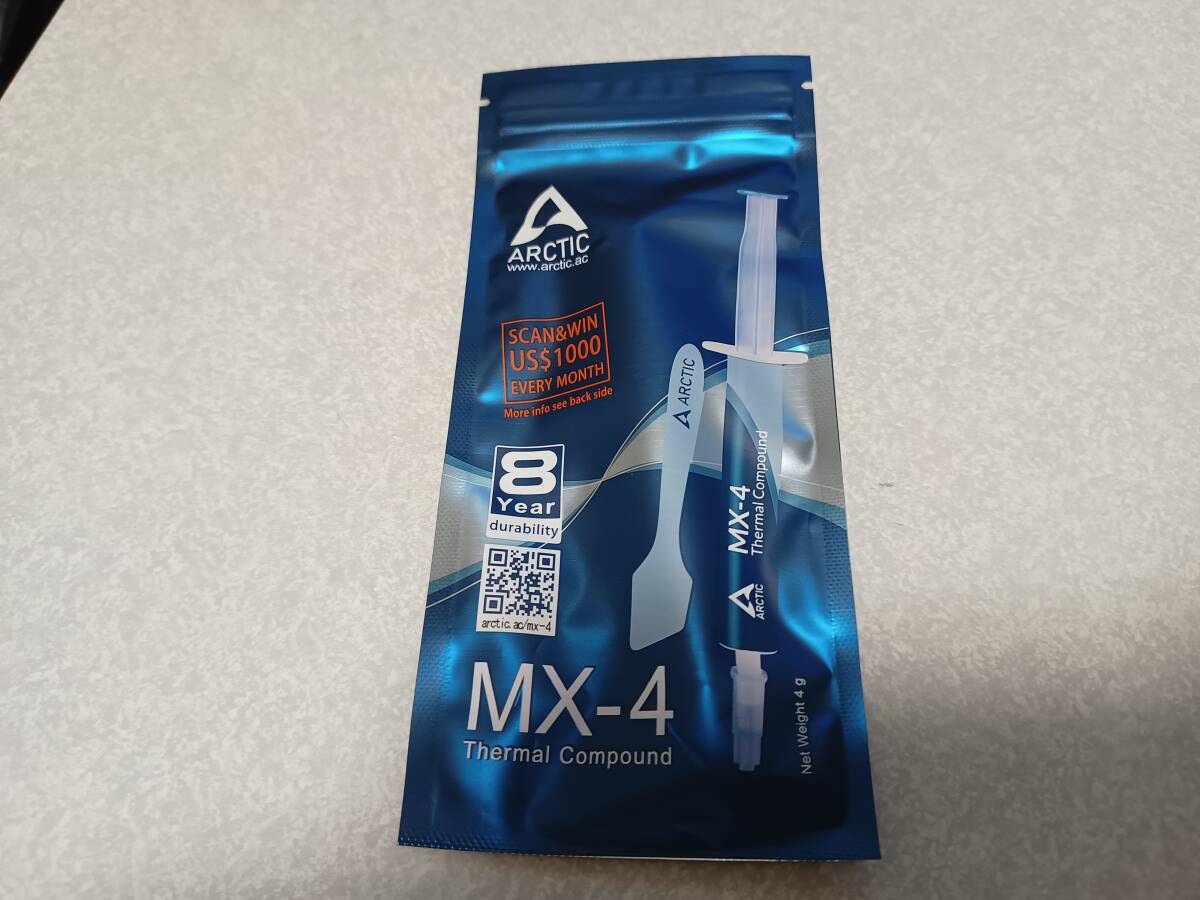 ARCTIC
www.arctic.ac
SCAN&WIN
US$1000
EVERY MONTH
More info see back side
8
Year
durability
arctic.ac/mx-4
MX-4
Thermal Compound
ARCTIC
MX-4
Thermal Compound
ARCTIC
Net Weight 4 g